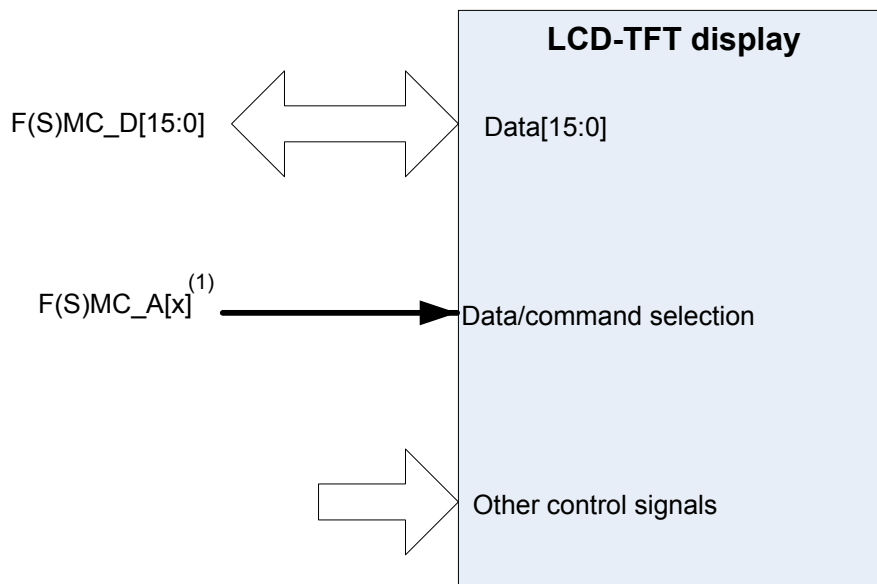 LCD-TFT display
F(S)MC_D[15:0]
Data[15:0]
F(S)MC_A[x](1)
Data/command selection
Other control signals